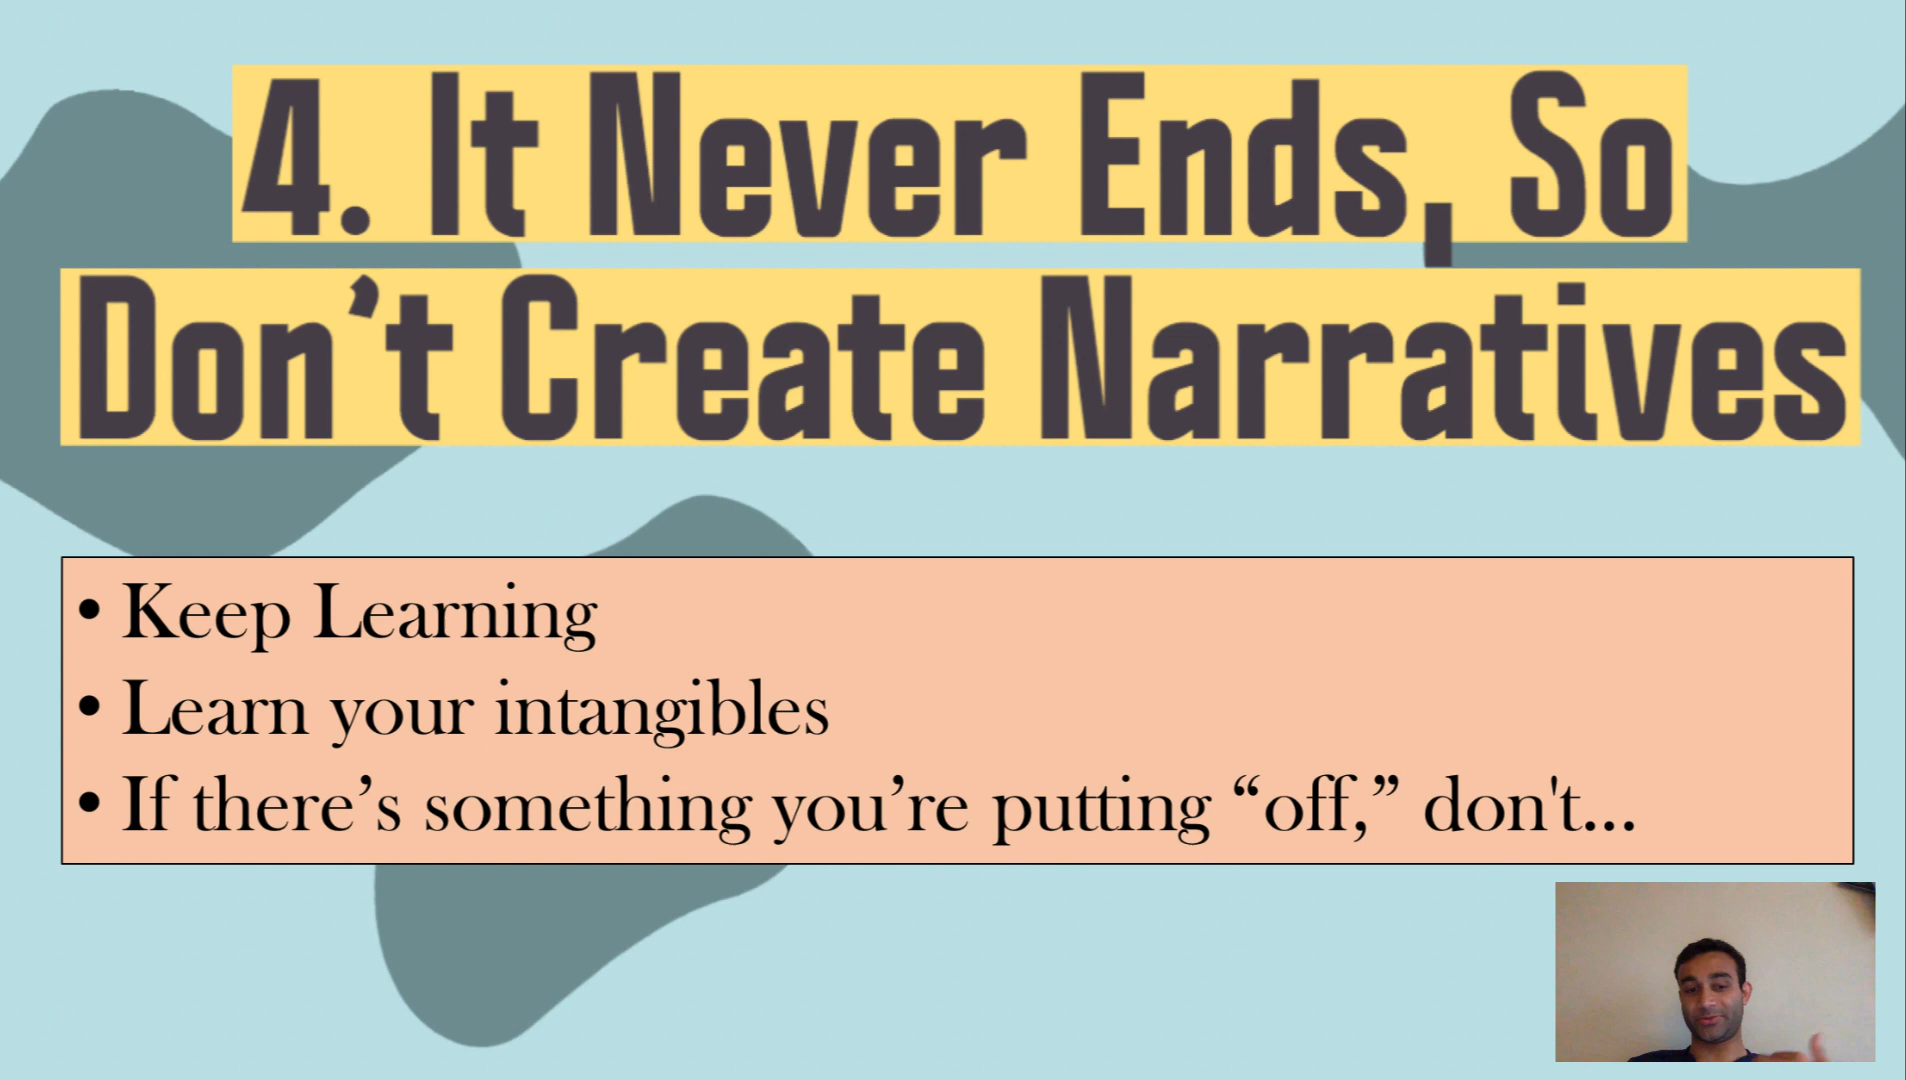 4. It Never Ends, So
Don’t Create Narratives
• Keep Learning
• Learn your intangibles
• If there’s something you’re putting “off,” don't...